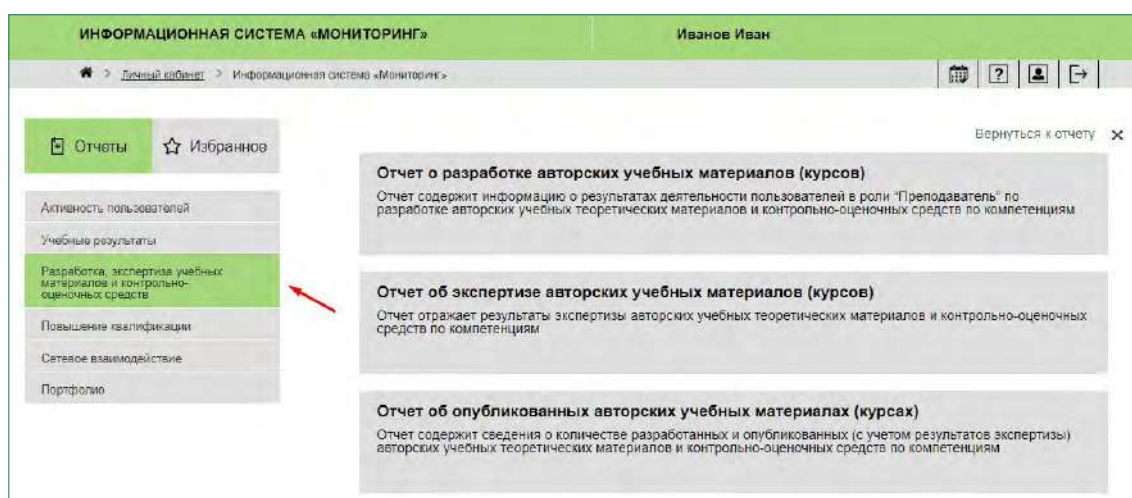 ИНФОРМАЦИОННАЯ СИСТЕМА «МОНИТОРИНГ»
Иванов Иван
> Личный кабинет > Информационная система «Мониторинг»
Отчеты
Избранное
Вернуться к отчету
Активность пользователей
Учебные результаты
Разработка, экспертиза учебных
материалов и контрольно-
оценочных средств
Повышение квалификации
Сетевое взаимодействие
Портфолио
Отчет о разработке авторских учебных материалов (курсов)
Отчет содержит информацию о результатах деятельности пользователей в роли "Преподаватель" по
разработке авторских учебных теоретических материалов и контрольно-оценочных средств по компетенциям
Отчет об экспертизе авторских учебных материалов (курсов)
Отчет отражает результаты экспертизы авторских учебных теоретических материалов и контрольно-оценочных
средств по компетенциям
Отчет об опубликованных авторских учебных материалах (курсах)
Отчет содержит сведения о количестве разработанных и опубликованных (с учетом результатов экспертизы)
авторских учебных теоретических материалов и контрольно-оценочных средств по компетенциям